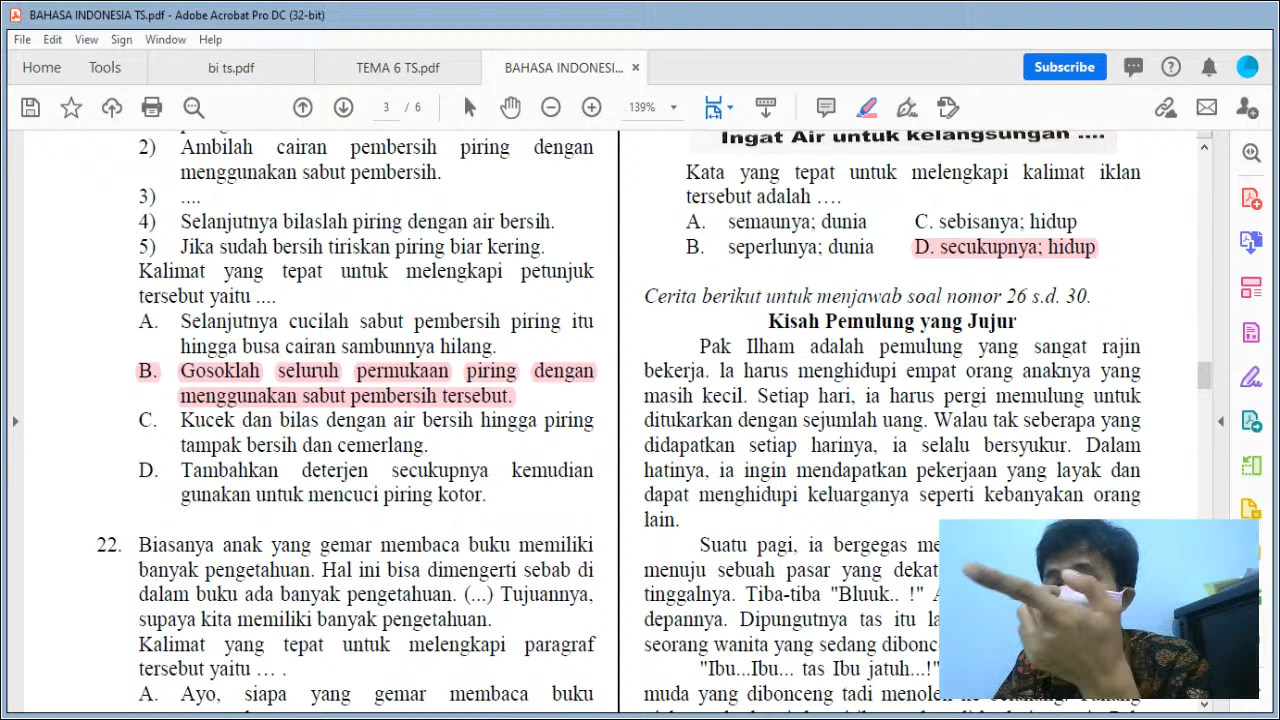 BAHASA INDONESIA TS.pdf - Adobe Acrobat Pro DC (32-bit)
File Edit View Sign Window Help
Home Tools bi ts.pdf TEMA 6 TS.pdf BAHASA INDONESI... × Subscribe
3 / 6 139%
2) Ambilah cairan pembersih piring dengan
menggunakan sabut pembersih.
3) ....
4) Selanjutnya bilaslah piring dengan air bersih.
5) Jika sudah bersih tiriskan piring biar kering.
Kalimat yang tepat untuk melengkapi petunjuk
tersebut yaitu ....
A. Selanjutnya cucilah sabut pembersih piring itu
hingga busa cairan sambunnya hilang.
B. Gosoklah seluruh permukaan piring dengan
menggunakan sabut pembersih tersebut.
C. Kucek dan bilas dengan air bersih hingga piring
tampak bersih dan cemerlang.
D. Tambahkan deterjen secukupnya kemudian
gunakan untuk mencuci piring kotor.
22. Biasanya anak yang gemar membaca buku memiliki
banyak pengetahuan. Hal ini bisa dimengerti sebab di
dalam buku ada banyak pengetahuan. (...) Tujuannya,
supaya kita memiliki banyak pengetahuan.
Kalimat yang tepat untuk melengkapi paragraf
tersebut yaitu ... .
A. Ayo, siapa yang gemar membaca buku
Ingat Air untuk kelangsungan ....
Kata yang tepat untuk melengkapi kalimat iklan
tersebut adalah ....
A. semaunya; dunia C. sebisanya; hidup
B. seperlunya; dunia D. secukupnya; hidup
Cerita berikut untuk menjawab soal nomor 26 s.d. 30.
Kisah Pemulung yang Jujur
Pak Ilham adalah pemulung yang sangat rajin
bekerja. la harus menghidupi empat orang anaknya yang
masih kecil. Setiap hari, ia harus pergi memulung untuk
ditukarkan dengan sejumlah uang. Walau tak seberapa yang
didapatkan setiap harinya, ia selalu bersyukur. Dalam
hatinya, ia ingin mendapatkan pekerjaan yang layak dan
dapat menghidupi keluarganya seperti kebanyakan orang
lain.
Suatu pagi, ia bergegas
menuju sebuah pasar yang dekat
tinggalnya. Tiba-tiba "Bluuk.. !"
depannya. Dipungutnya tas itu
seorang wanita yang sedang
"Ibu...Ibu... tas Ibu jatuh...!"
muda yang dibonceng tadi